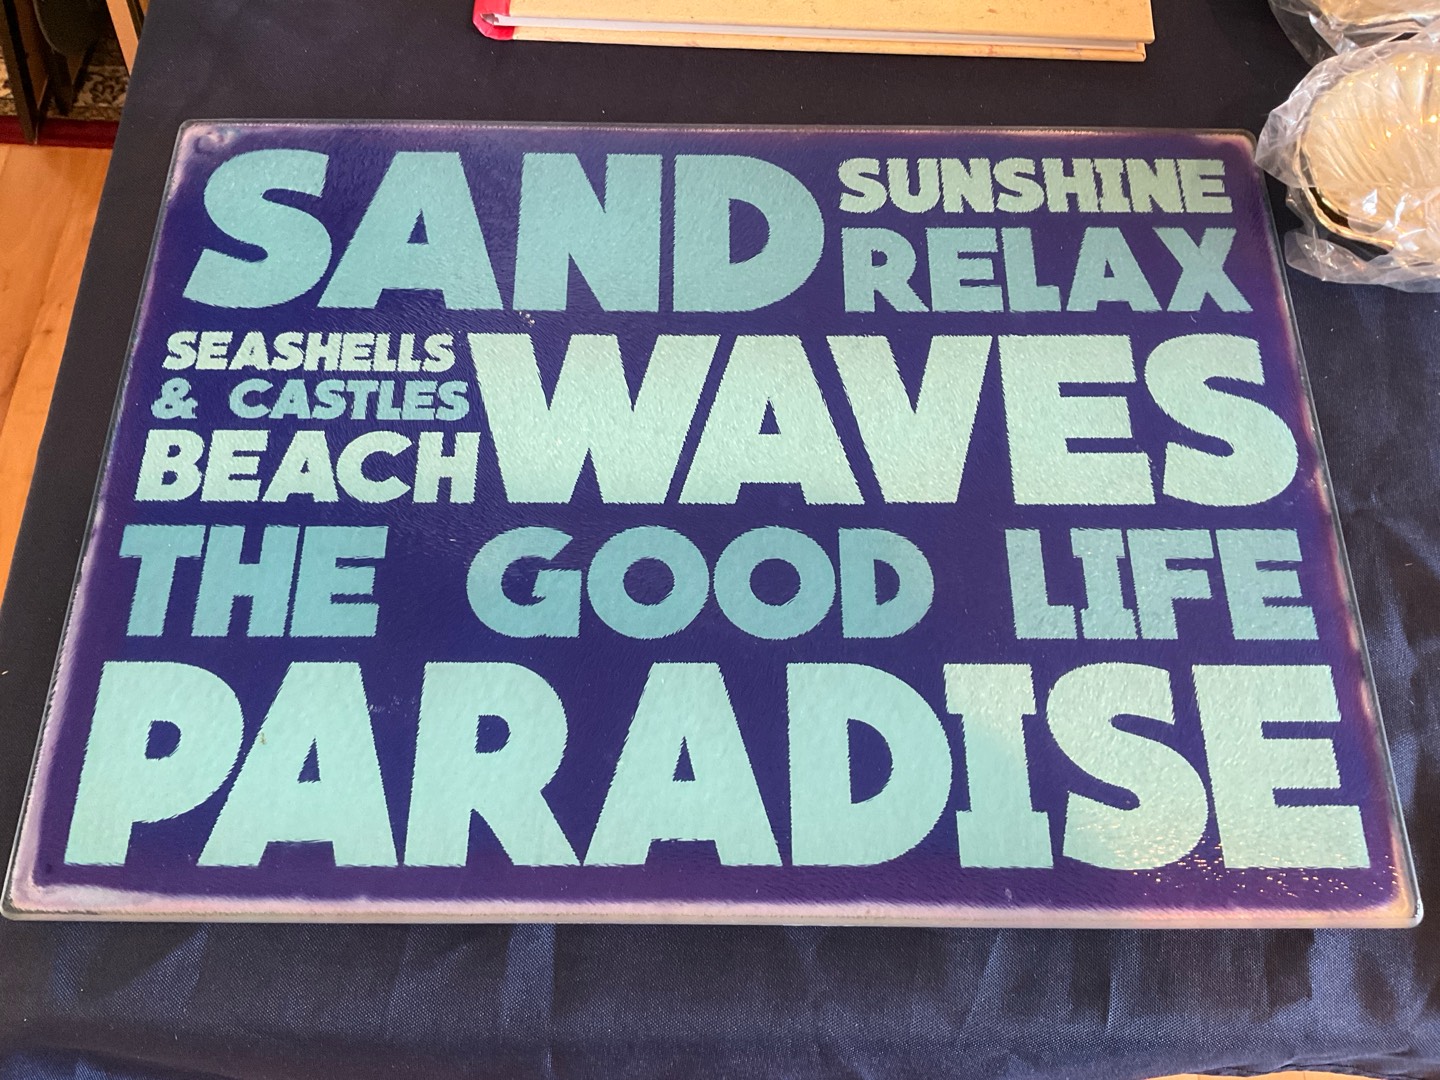 SAND
SUNSHINE
RELAX
SEASHELLS
& CASTLES
BEACH
WAVES
THE GOOD LIFE
PARADISE